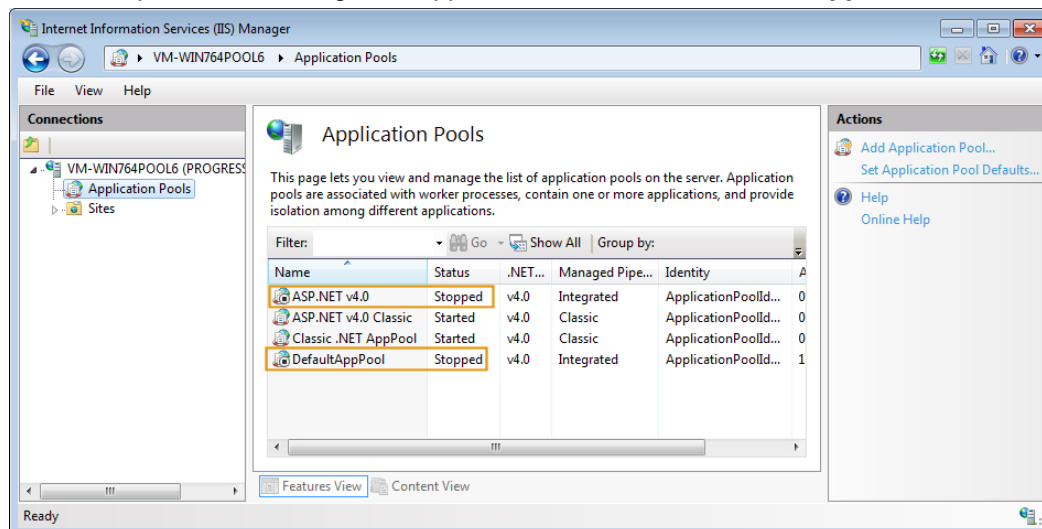 Internet Information Services (IIS) Manager
VM-WIN764POOL6 Application Pools
File View Help
Connections
VM-WIN764POOL6 (PROGRESS
Application Pools
Sites
Application Pools
This page lets you view and manage the list of application pools on the server. Application
pools are associated with worker processes, contain one or more applications, and provide
isolation among different applications.
Filter: Go Show All Group by:
Name Status .NET... Managed Pipe... Identity A
ASP.NET v4.0 Stopped v4.0 Integrated ApplicationPoolId... 0
ASP.NET v4.0 Classic Started v4.0 Classic ApplicationPoolId... 0
Classic .NET AppPool Started v4.0 Classic ApplicationPoolId... 0
DefaultAppPool Stopped v4.0 Integrated ApplicationPoolId... 1
Features View Content View
Actions
Add Application Pool...
Set Application Pool Defaults...
Help
Online Help
Ready